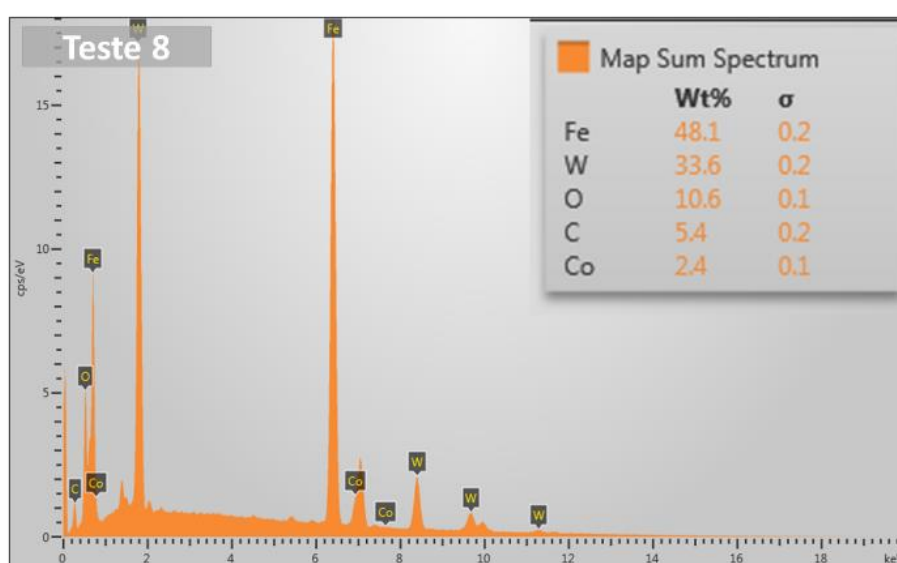 Teste 8
Map Sum Spectrum
Wt% σ
Fe 48.1 0.2
W 33.6 0.2
O 10.6 0.1
C 5.4 0.2
Co 2.4 0.1
W
Fe
Fe
O
C
Co
Co
Co
W
W
W
cps/eV
15
10
5
0
0 2 4 6 8 10 12 14 16 18 ke